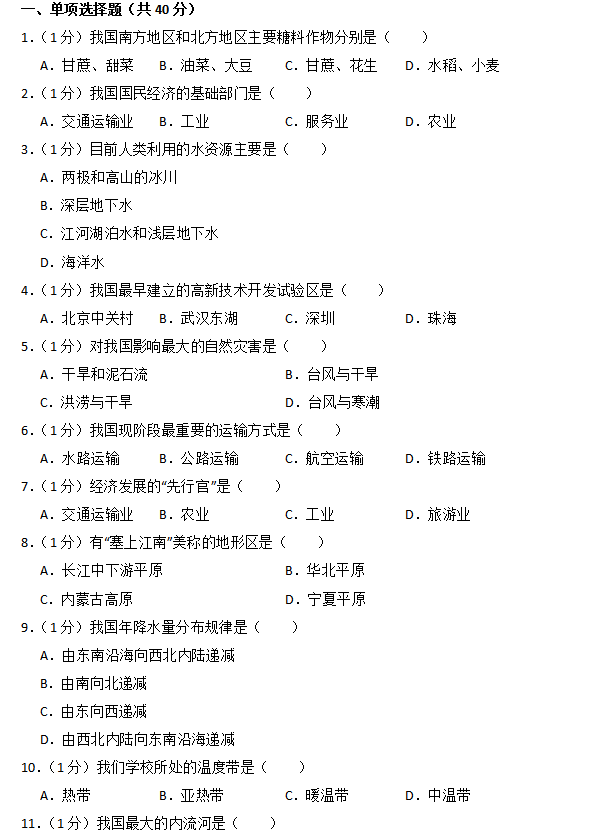 一、单项选择题（共 40 分）
1.（1 分）我国南方地区和北方地区主要糖料作物分别是（　　）
A．甘蔗、甜菜　B．油菜、大豆　C．甘蔗、花生　D．水稻、小麦
2.（1 分）我国国民经济的基础部门是（　　）
A．交通运输业　B．工业　C．服务业　D．农业
3.（1 分）目前人类利用的水资源主要是（　　）
A．两极和高山的冰川
B．深层地下水
C．江河湖泊水和浅层地下水
D．海洋水
4.（1 分）我国最早建立的高新技术开发试验区是（　　）
A．北京中关村　B．武汉东湖　C．深圳　D．珠海
5.（1 分）对我国影响最大的自然灾害是（　　）
A．干旱和泥石流　B．台风与干旱
C．洪涝与干旱　D．台风与寒潮
6.（1 分）我国现阶段最重要的运输方式是（　　）
A．水路运输　B．公路运输　C．航空运输　D．铁路运输
7.（1 分）经济发展的“先行官”是（　　）
A．交通运输业　B．农业　C．工业　D．旅游业
8.（1 分）有“塞上江南”美称的地形区是（　　）
A．长江中下游平原　B．华北平原
C．内蒙古高原　D．宁夏平原
9.（1 分）我国年降水量分布规律是（　　）
A．由东南沿海向西北内陆递减
B．由南向北递减
C．由东向西递减
D．由西北内陆向东南沿海递减
10.（1 分）我们学校所处的温度带是（　　）
A．热带　B．亚热带　C．暖温带　D．中温带
11.（1 分）我国最大的内流河是（　　）